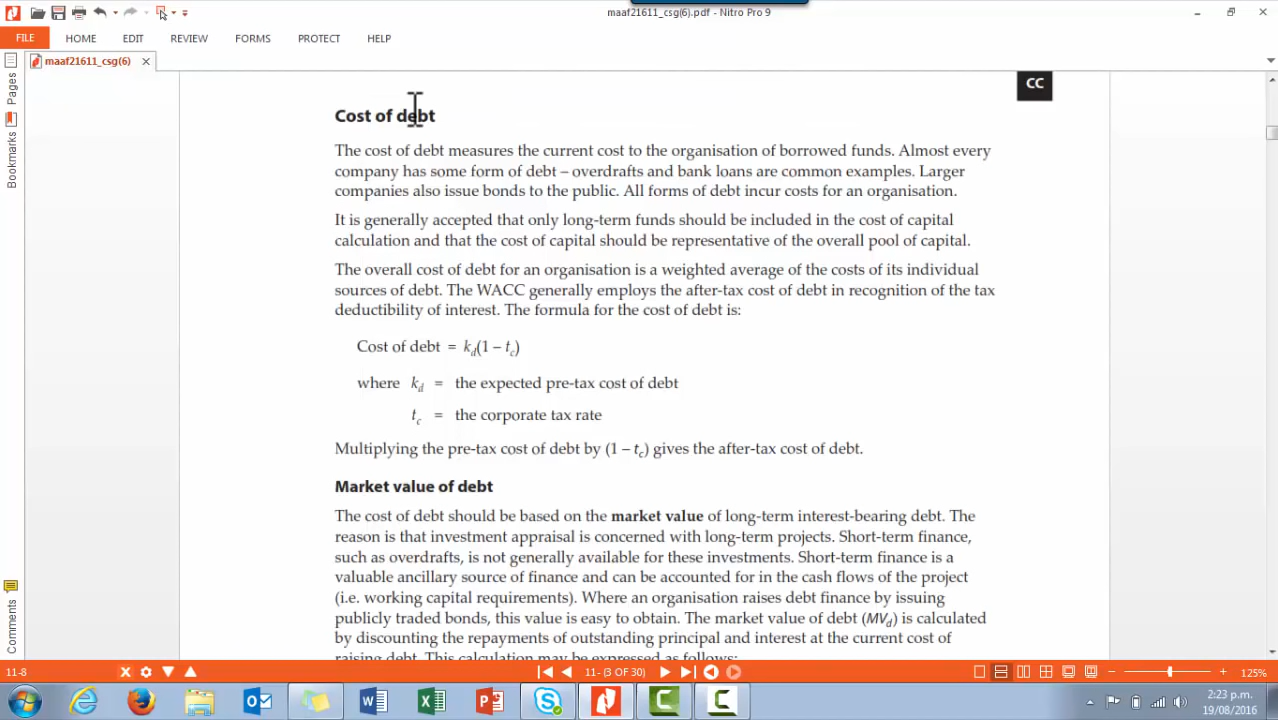 maaf21611_csg(6).pdf - Nitro Pro 9
FILE HOME EDIT REVIEW FORMS PROTECT HELP
maaf21611_csg(6)
Pages
Bookmarks
Comments
CC
Cost of debt
The cost of debt measures the current cost to the organisation of borrowed funds. Almost every
company has some form of debt – overdrafts and bank loans are common examples. Larger
companies also issue bonds to the public. All forms of debt incur costs for an organisation.
It is generally accepted that only long-term funds should be included in the cost of capital
calculation and that the cost of capital should be representative of the overall pool of capital.
The overall cost of debt for an organisation is a weighted average of the costs of its individual
sources of debt. The WACC generally employs the after-tax cost of debt in recognition of the tax
deductibility of interest. The formula for the cost of debt is:
Cost of debt = kd(1 – tc)
where kd = the expected pre-tax cost of debt
tc = the corporate tax rate
Multiplying the pre-tax cost of debt by (1 – tc) gives the after-tax cost of debt.
Market value of debt
The cost of debt should be based on the market value of long-term interest-bearing debt. The
reason is that investment appraisal is concerned with long-term projects. Short-term finance,
such as overdrafts, is not generally available for these investments. Short-term finance is a
valuable ancillary source of finance and can be accounted for in the cash flows of the project
(i.e. working capital requirements). Where an organisation raises debt finance by issuing
publicly traded bonds, this value is easy to obtain. The market value of debt (MVd) is calculated
by discounting the repayments of outstanding principal and interest at the current cost of
raising debt. This calculation may be expressed as follows:
11-8
11- (3 OF 30)
125%
2:23 p.m.
19/08/2016